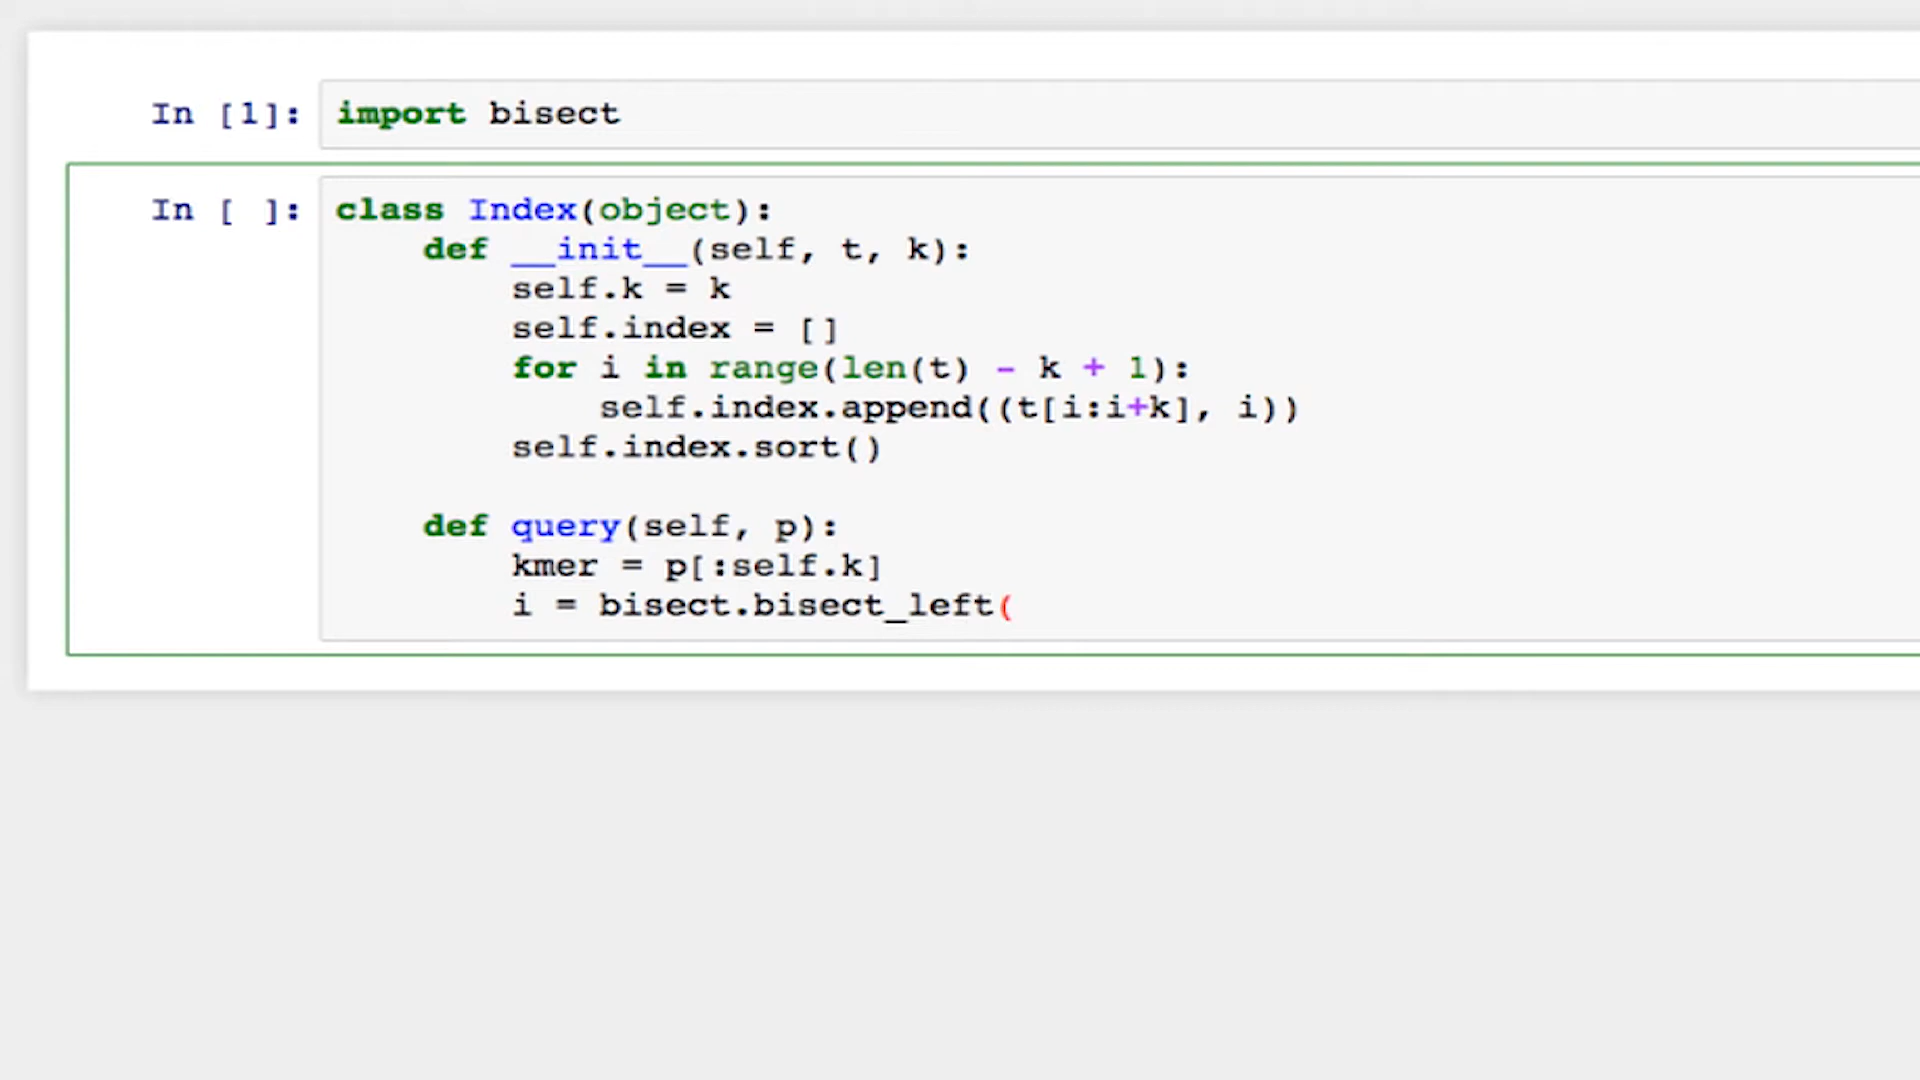 In [1]: import bisect
In [ ]: class Index(object):
    def __init__(self, t, k):
        self.k = k
        self.index = []
        for i in range(len(t) - k + 1):
            self.index.append((t[i:i+k], i))
        self.index.sort()
    def query(self, p):
        kmer = p[:self.k]
        i = bisect.bisect_left(